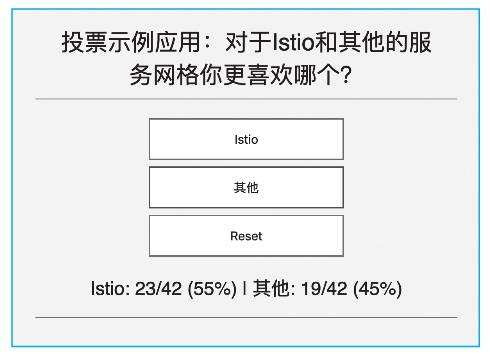 投票示例应用：对于Istio和其他的服
务网格你更喜欢哪个?
Istio
其他
Reset
Istio: 23/42 (55%) | 其他: 19/42 (45%)